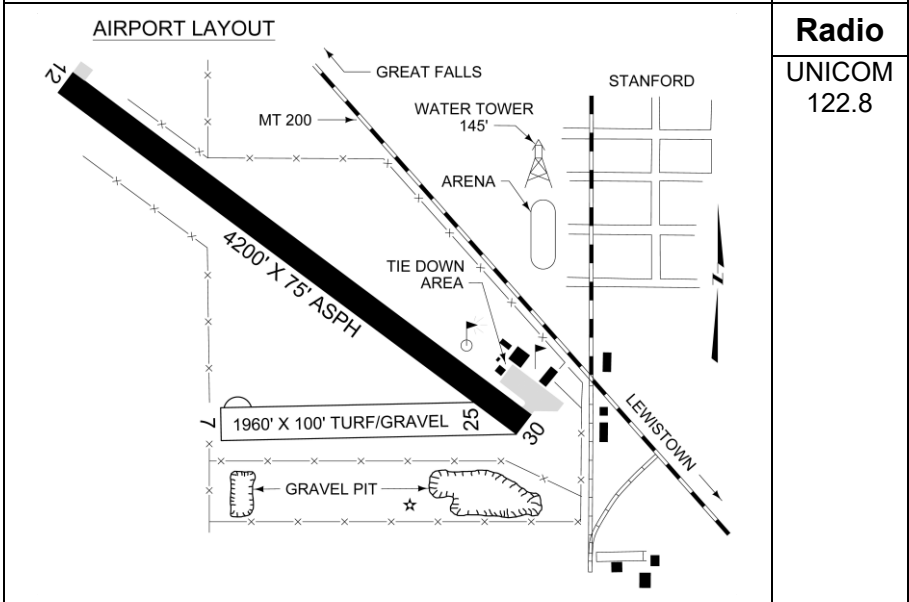 AIRPORT LAYOUT
Radio
UNICOM
122.8
12
GREAT FALLS
STANFORD
MT 200
WATER TOWER
145'
ARENA
4200' X 75' ASPH
TIE DOWN
AREA
7
1960' X 100' TURF/GRAVEL
25
30
LEWISTOWN
GRAVEL PIT